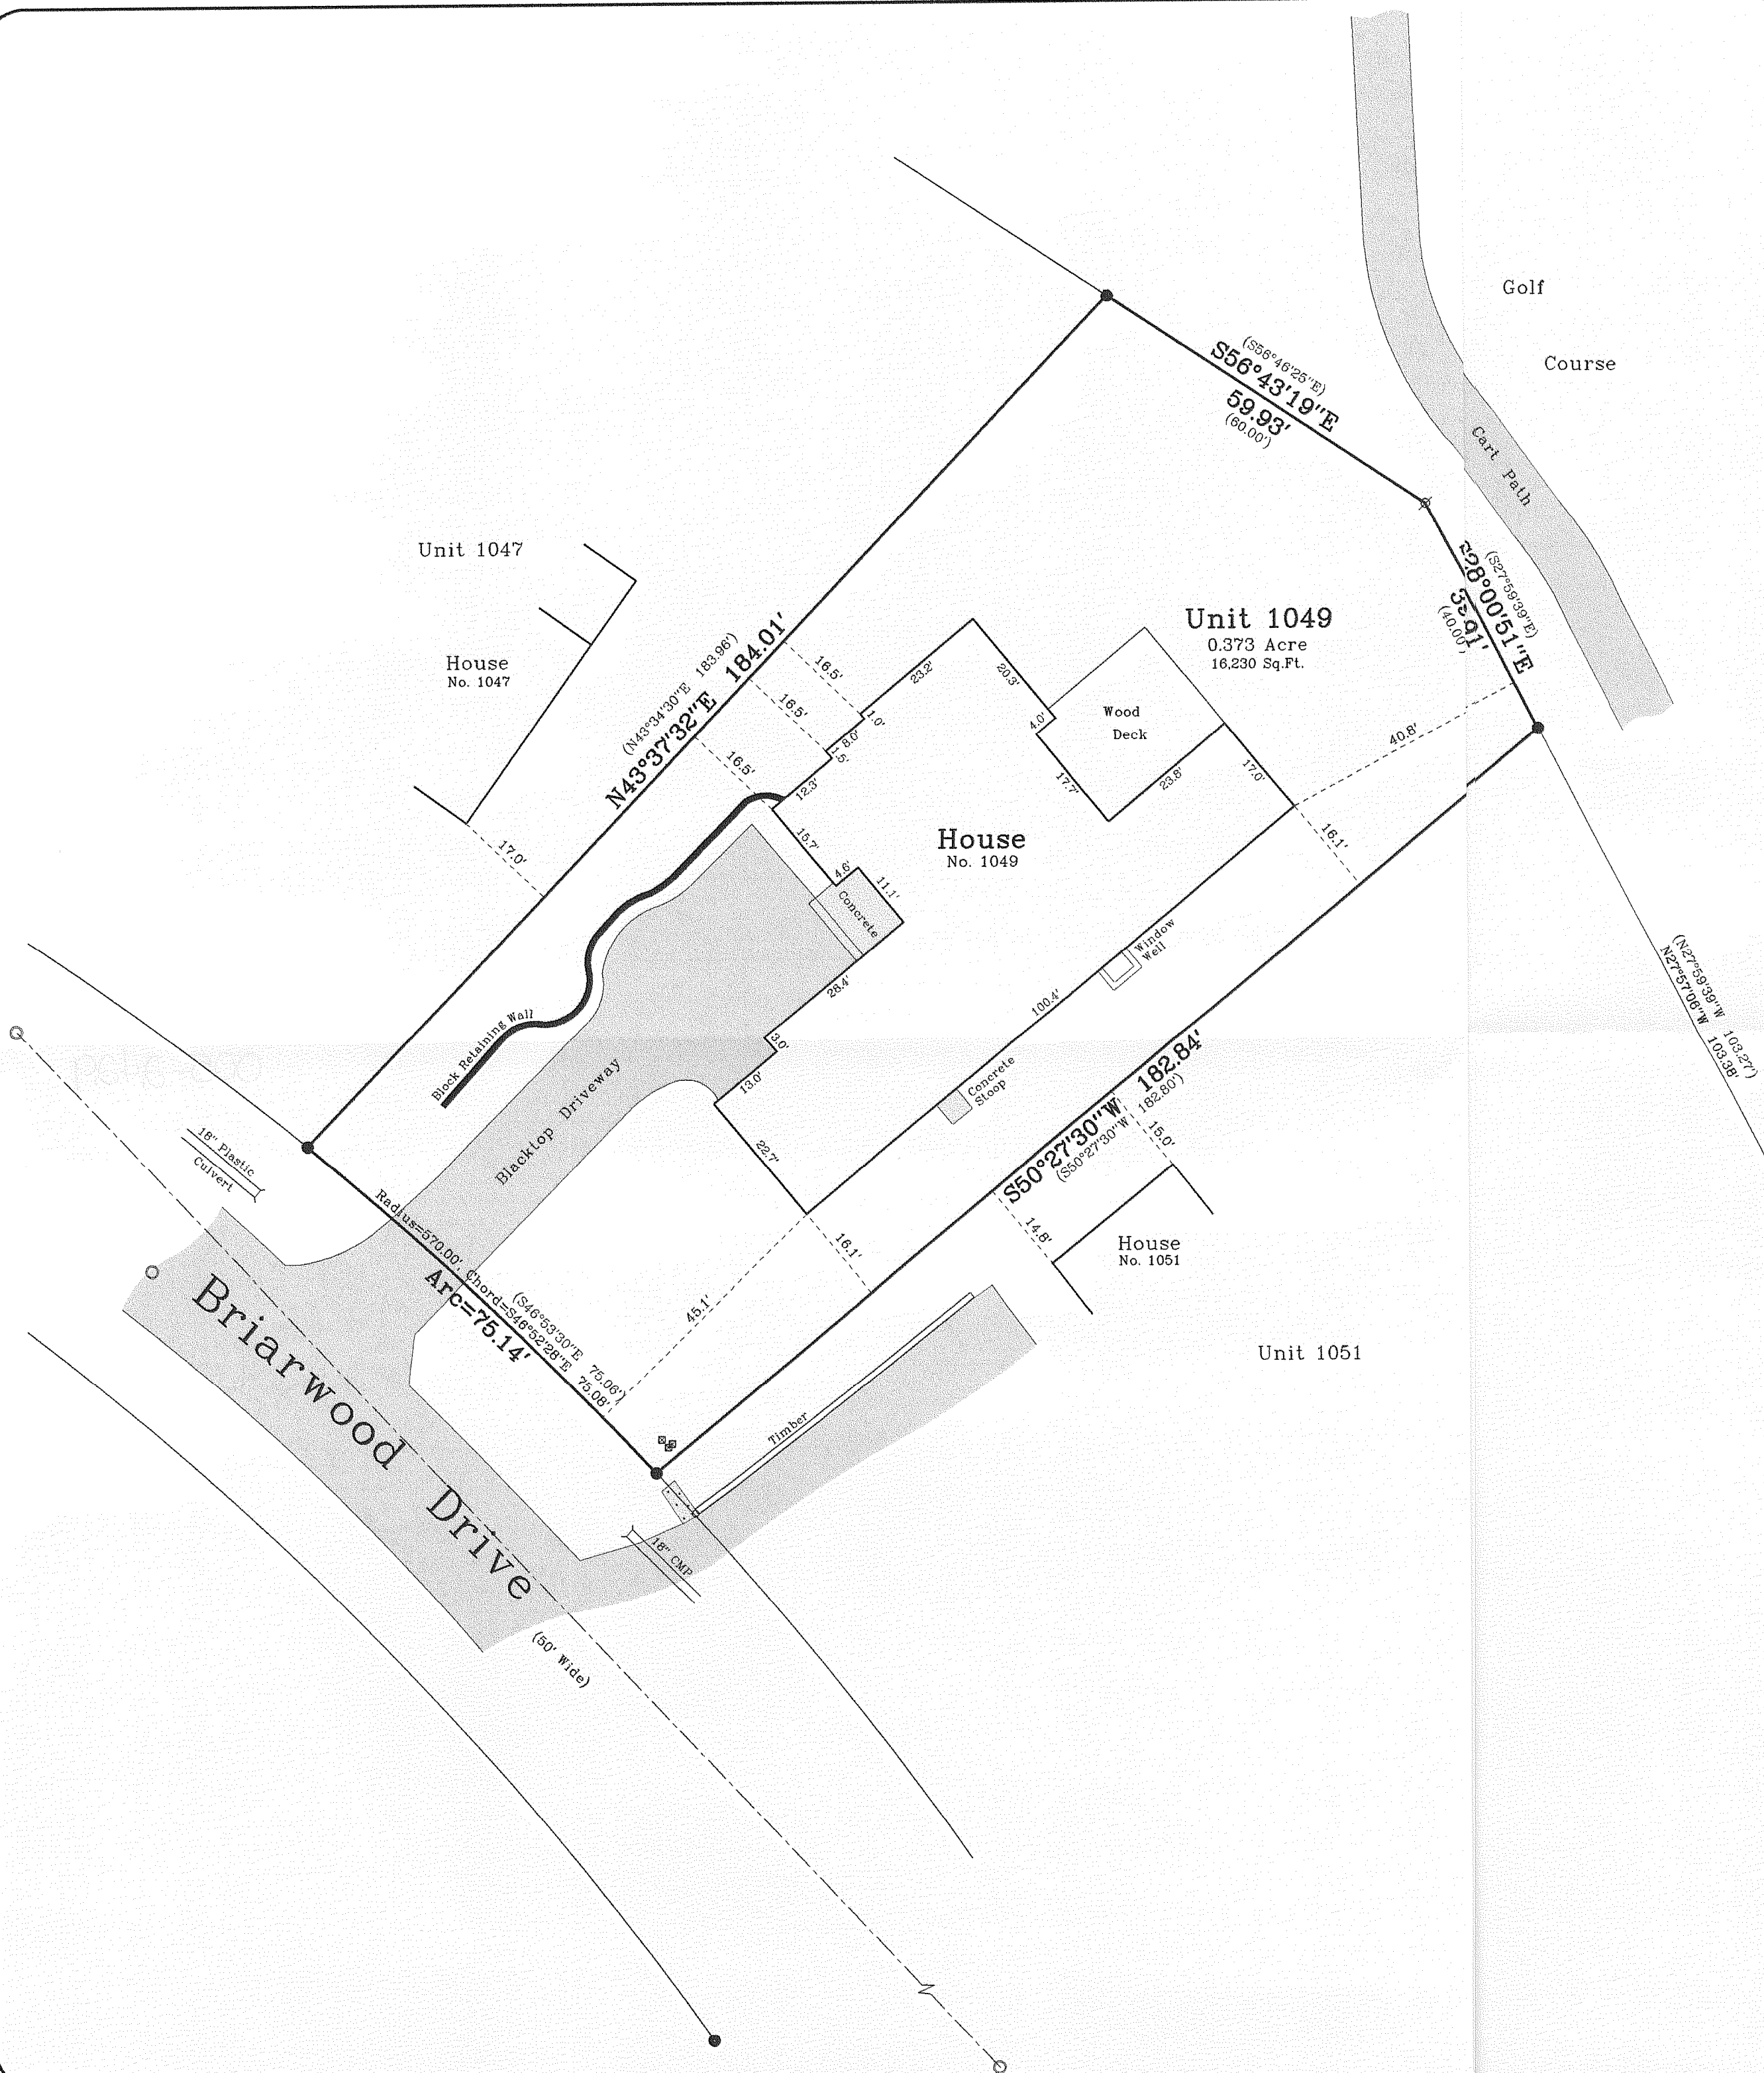 Golf
Course
Cart Path
(S56°46'25"E)
S56°43'19"E
59.93'
(60.00')
(S27°59'39"E)
S28°00'51"E
(40.00')
Unit 1047
House
No. 1047
17.0'
(N43°34'30"E 183.96')
N43°37'32"E 184.01'
16.5'
16.5'
16.5'
Unit 1049
0.373 Acre
16,230 Sq.Ft.
23.2'
20.3'
1.0'
8.0'
1.5'
12.3'
4.0'
Wood
Deck
17.7'
23.8'
17.0'
40.8'
16.1'
House
No. 1049
15.7'
4.6'
11.1'
Concrete
28.4'
3.0'
13.0'
22.7'
Window
Well
100.4'
Concrete
Stoop
Block Retaining Wall
Blacktop Driveway
(N27°59'39"W 103.27')
N27°57'06"W 103.38'
S50°27'30"W 182.84'
(S50°27'30"W 182.80')
15.0'
14.8'
House
No. 1051
Unit 1051
16.1'
45.1'
18" Plastic
Culvert
Radius=570.00', Chord=S46°52'28"E 75.08'
(S46°53'30"E 75.06')
Arc=75.14'
Briarwood Drive
(50' Wide)
Timber
18" CMP